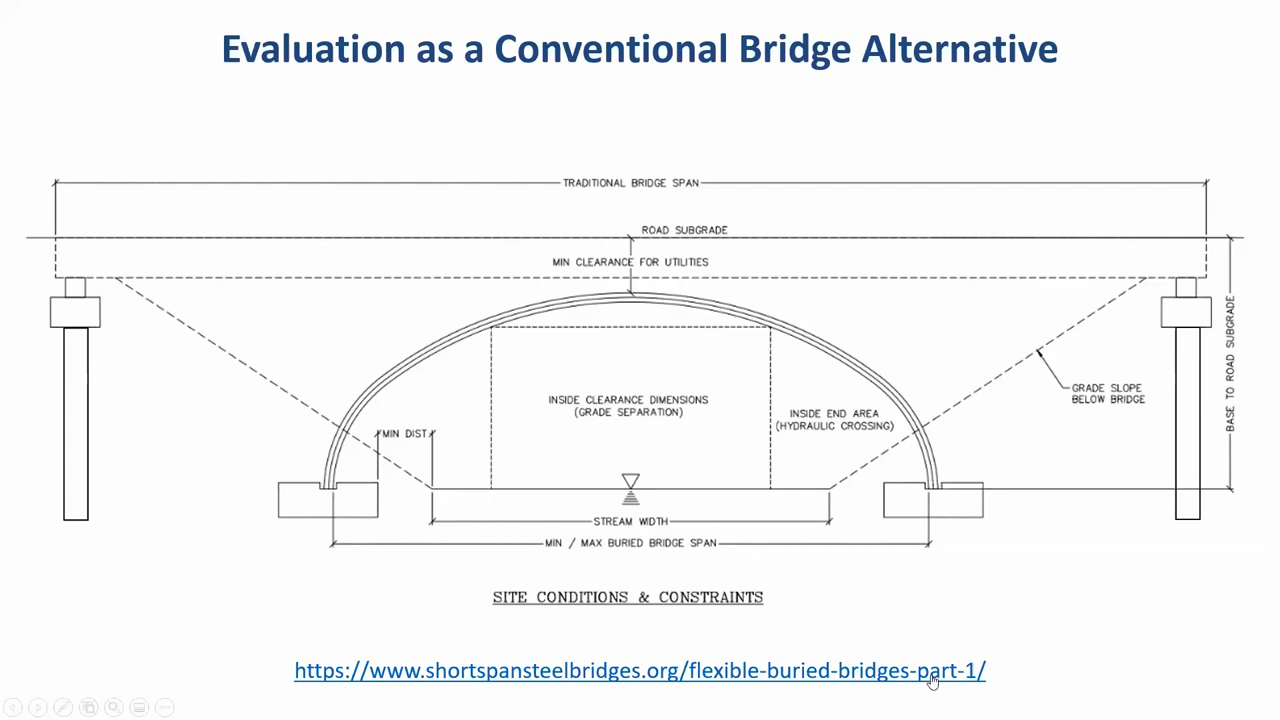 Evaluation as a Conventional Bridge Alternative
TRADITIONAL BRIDGE SPAN
ROAD SUBGRADE
MIN CLEARANCE FOR UTILITIES
BASE TO ROAD SUBGRADE
GRADE SLOPE
BELOW BRIDGE
INSIDE CLEARANCE DIMENSIONS
(GRADE SEPARATION)
INSIDE END AREA
(HYDRAULIC CROSSING)
MIN DIST
STREAM WIDTH
MIN / MAX BURIED BRIDGE SPAN
SITE CONDITIONS & CONSTRAINTS
https://www.shortspansteelbridges.org/flexible-buried-bridges-part-1/